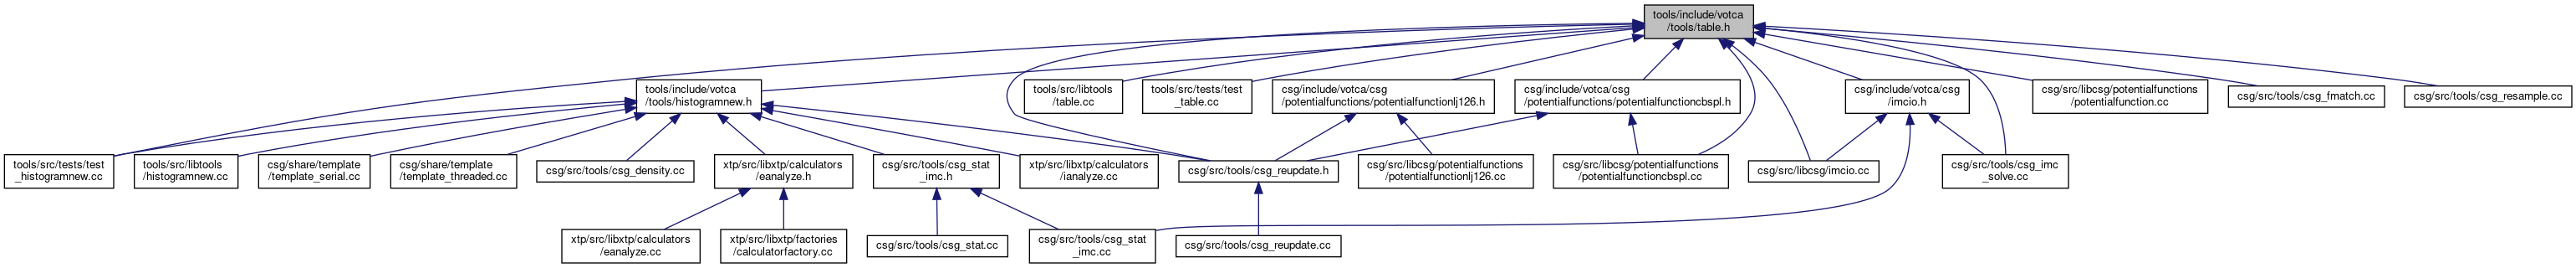 tools/include/votca
/tools/table.h
tools/include/votca
/tools/histogramnew.h
tools/src/libtools
/table.cc
tools/src/tests/test
_table.cc
csg/include/votca/csg
/potentialfunctions/potentialfunctionlj126.h
csg/include/votca/csg
/potentialfunctions/potentialfunctioncbspl.h
csg/include/votca/csg
/imcio.h
csg/src/libcsg/potentialfunctions
/potentialfunction.cc
csg/src/tools/csg_fmatch.cc
csg/src/tools/csg_resample.cc
tools/src/tests/test
_histogramnew.cc
tools/src/libtools
/histogramnew.cc
csg/share/template
/template_serial.cc
csg/share/template
/template_threaded.cc
csg/src/tools/csg_density.cc
xtp/src/libxtp/calculators
/eanalyze.h
csg/src/tools/csg_stat
_imc.h
xtp/src/libxtp/calculators
/ianalyze.cc
csg/src/tools/csg_reupdate.h
csg/src/libcsg/potentialfunctions
/potentialfunctionlj126.cc
csg/src/libcsg/potentialfunctions
/potentialfunctioncbspl.cc
csg/src/libcsg/imcio.cc
csg/src/tools/csg_imc
_solve.cc
xtp/src/libxtp/calculators
/eanalyze.cc
xtp/src/libxtp/factories
/calculatorfactory.cc
csg/src/tools/csg_stat.cc
csg/src/tools/csg_stat
_imc.cc
csg/src/tools/csg_reupdate.cc